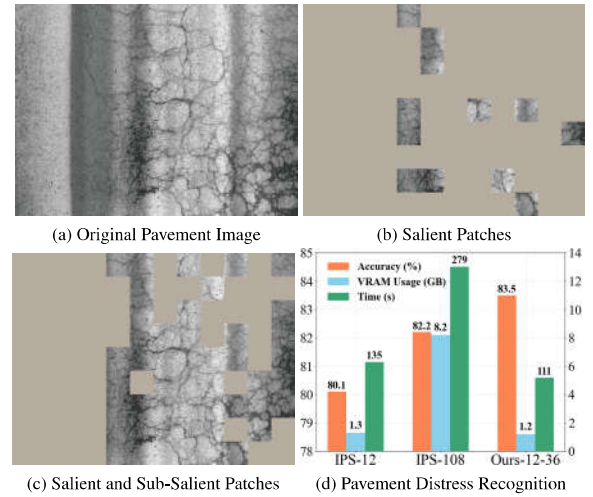 (a) Original Pavement Image
(b) Salient Patches
85
84
83
82
81
80
79
78
Accuracy (%)
VRAM Usage (GB)
Time (s)
80.1
1.3
135
82.2
8.2
279
83.5
1.2
111
14
12
10
8
6
4
2
0
IPS-12
IPS-108
Ours-12-36
(c) Salient and Sub-Salient Patches
(d) Pavement Distress Recognition